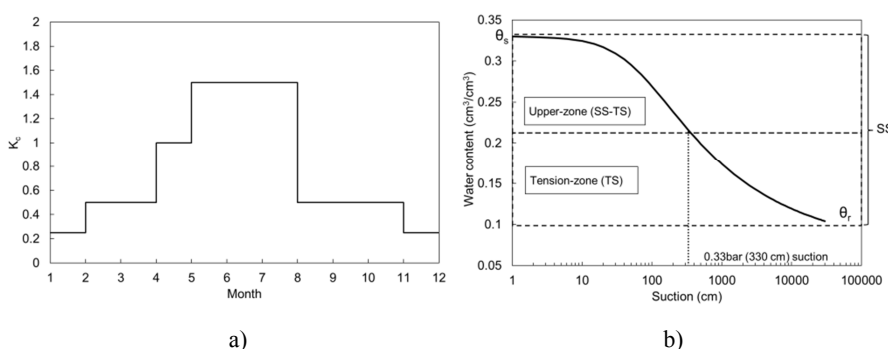 2
1.8
1.6
1.4
1.2
1
0.8
0.6
0.4
0.2
0
K_c
1 2 3 4 5 6 7 8 9 10 11 12
Month
a)
0.35
0.3
0.25
0.2
0.15
0.1
0.05
Water content (cm³/cm³)
θ_s
Upper-zone (SS-TS)
SS
Tension-zone (TS)
θ_r
0.33bar (330 cm) suction
1 10 100 1000 10000 100000
Suction (cm)
b)